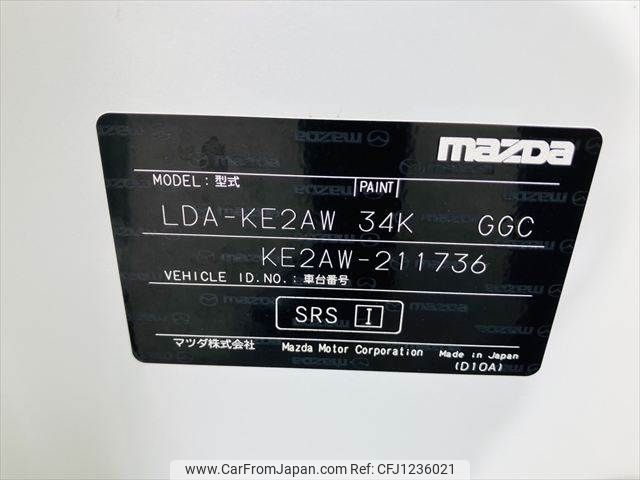 mazda
MODEL: 型式 PAINT
LDA-KE2AW 34K GGC
KE2AW-211736
VEHICLE ID.NO.: 車台番号
SRS I
マツダ株式会社 Mazda Motor Corporation Made in Japan
(D10A)
www.CarFromJapan.com - CFJ1236021